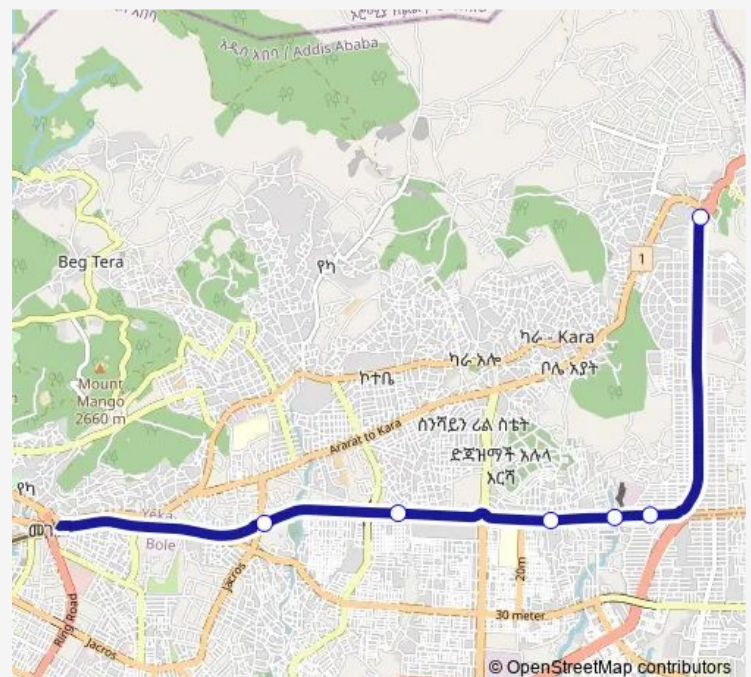 አዲስ አበባ / Addis Ababa
Beg Tera
የካ
1
Mount
Mango
2660 m
ካራ - Kara
ካራ አሎ
ቦሌ አያት
ኮተቤ
Ararat to Kara
ሰንሻይን ሪል ስቴት
ድጃዝማች አሉላ
እርሻ
የካ
መገ
Yeka
Bole
Jacros
20m
30 meter
Ring Road
Jacros
© OpenStreetMap contributors